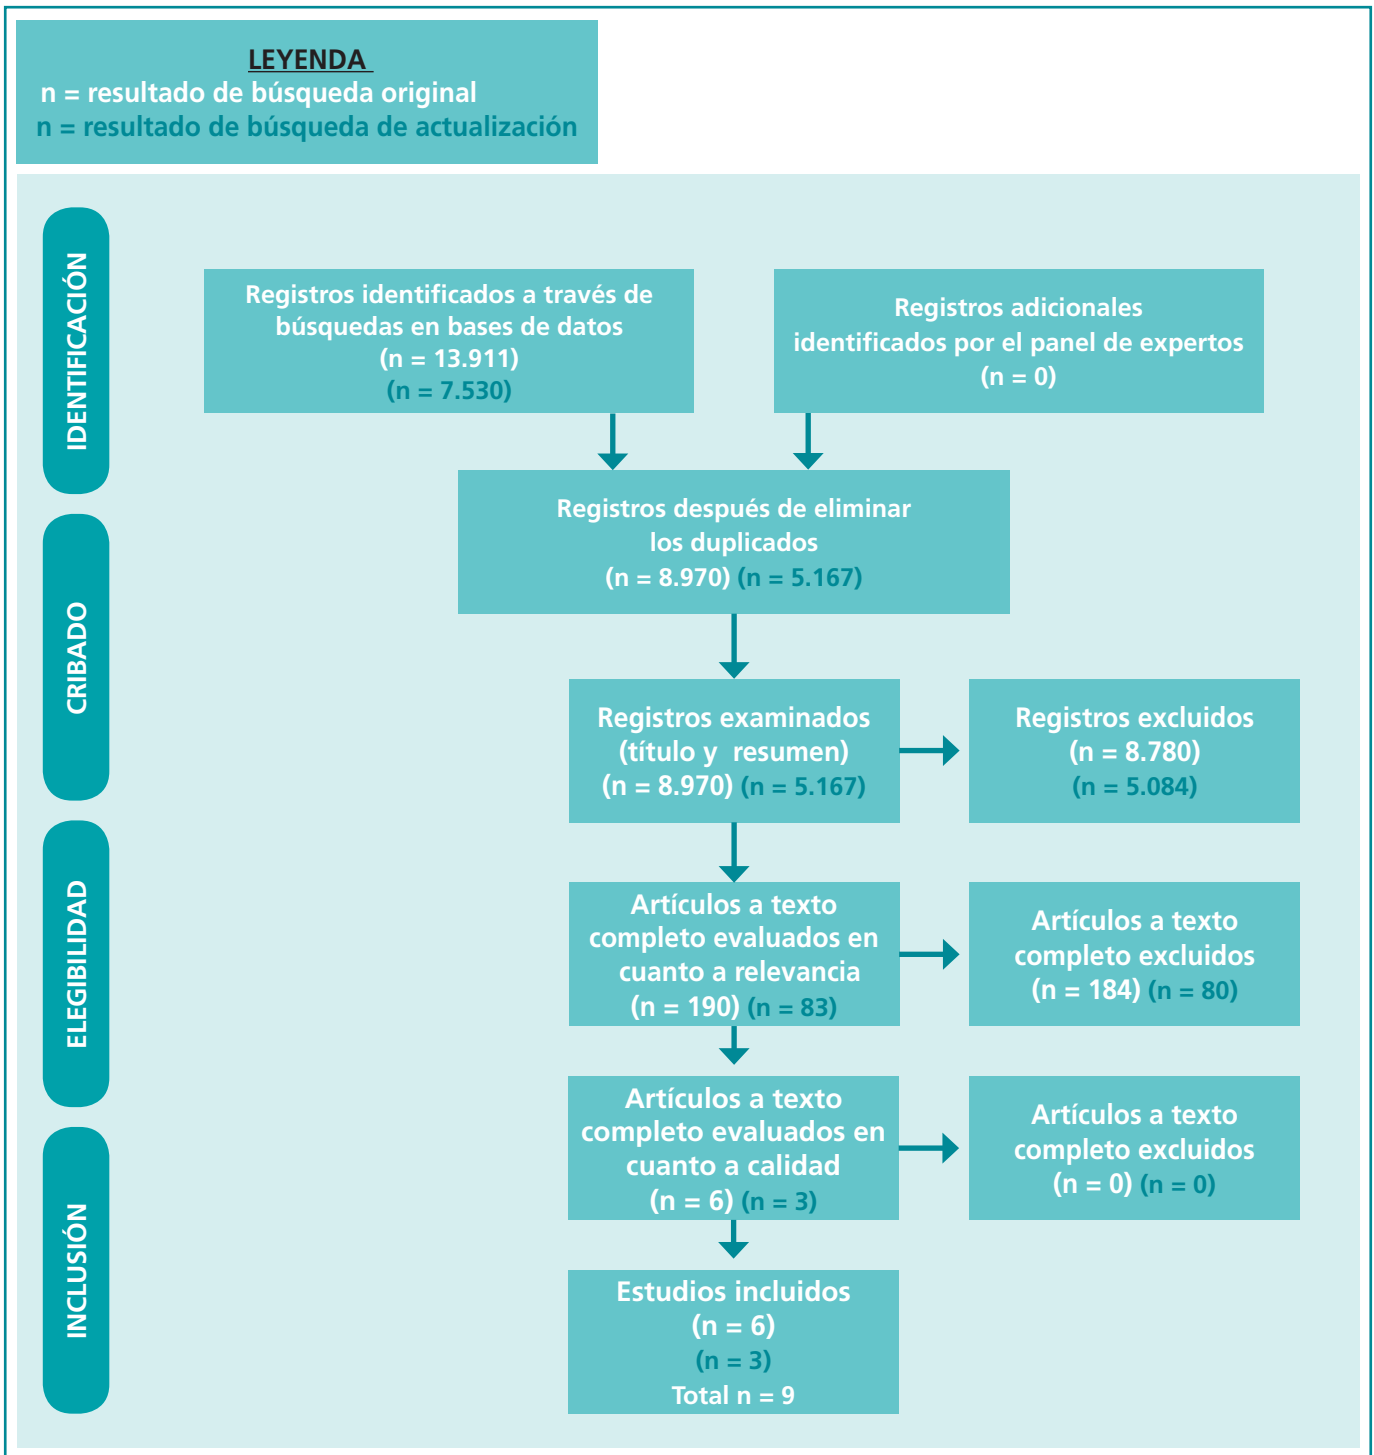 LEYENDA
n = resultado de búsqueda original
n = resultado de búsqueda de actualización
IDENTIFICACIÓN
Registros identificados a través de
búsquedas en bases de datos
(n = 13.911)
(n = 7.530)
Registros adicionales
identificados por el panel de expertos
(n = 0)
Registros después de eliminar
los duplicados
(n = 8.970) (n = 5.167)
CRIBADO
Registros examinados
(título y resumen)
(n = 8.970) (n = 5.167)
Registros excluidos
(n = 8.780)
(n = 5.084)
ELEGIBILIDAD
Artículos a texto
completo evaluados en
cuanto a relevancia
(n = 190) (n = 83)
Artículos a texto
completo excluidos
(n = 184) (n = 80)
Artículos a texto
completo evaluados en
cuanto a calidad
(n = 6) (n = 3)
Artículos a texto
completo excluidos
(n = 0) (n = 0)
INCLUSIÓN
Estudios incluidos
(n = 6)
(n = 3)
Total n = 9